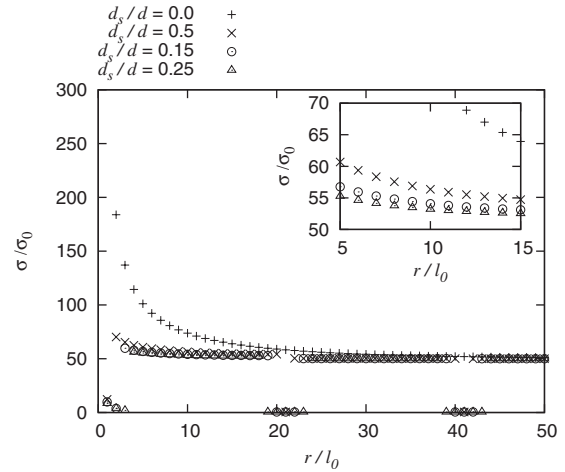 d_s/d = 0.0 +
d_s/d = 0.5 ×
d_s/d = 0.15 ⊙
d_s/d = 0.25 △
300
250
200
150
100
50
0
σ/σ_0
0 10 20 30 40 50
r/l_0
70
65
60
55
50
σ/σ_0
5 10 15
r/l_0